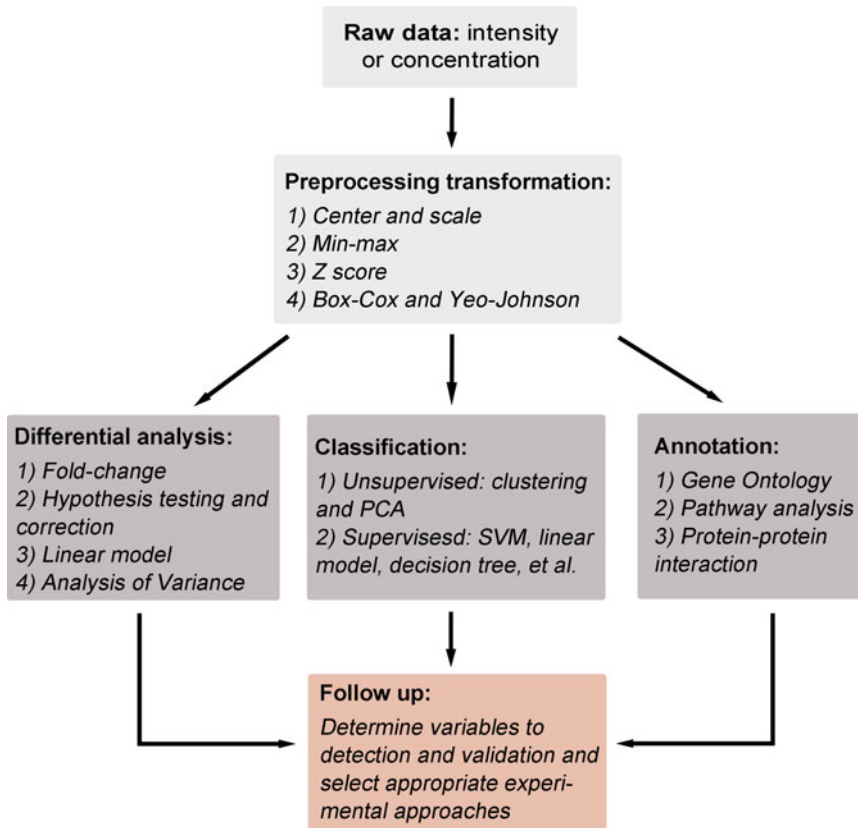 Raw data: intensity
or concentration
Preprocessing transformation:
1) Center and scale
2) Min-max
3) Z score
4) Box-Cox and Yeo-Johnson
Differential analysis:
1) Fold-change
2) Hypothesis testing and
correction
3) Linear model
4) Analysis of Variance
Classification:
1) Unsupervised: clustering
and PCA
2) Supervisesd: SVM, linear
model, decision tree, et al.
Annotation:
1) Gene Ontology
2) Pathway analysis
3) Protein-protein
interaction
Follow up:
Determine variables to
detection and validation and
select appropriate experi-
mental approaches